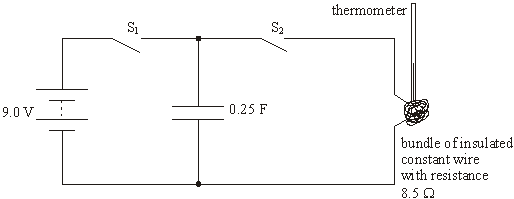 thermometer
S₁
S₂
9.0 V
0.25 F
bundle of insulated
constant wire
with resistance
8.5 Ω